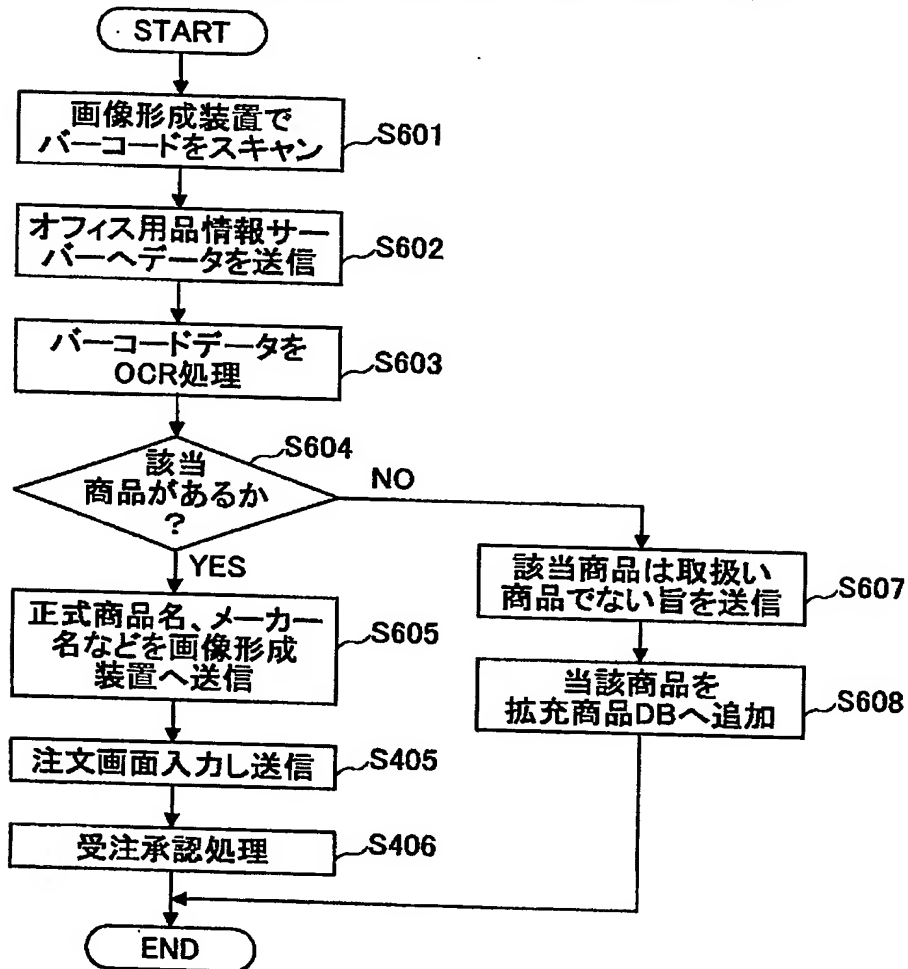 START
画像形成装置で
バーコードをスキャン
S601
オフィス用品情報サー
バーへデータを送信
S602
バーコードデータを
OCR処理
S603
S604
該当
商品があるか
?
NO
YES
正式商品名、メーカー
名などを画像形成
装置へ送信
S605
該当商品は取扱い
商品でない旨を送信
S607
当該商品を
拡充商品DBへ追加
S608
注文画面入力し送信
S405
受注承認処理
S406
END